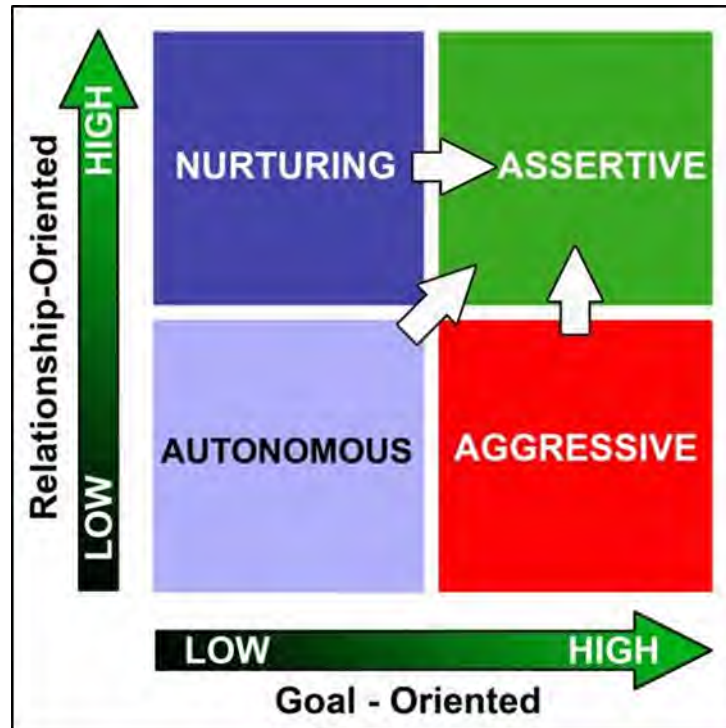 HIGH
NURTURING
ASSERTIVE
Relationship-Oriented
AUTONOMOUS
AGGRESSIVE
LOW
LOW
HIGH
Goal - Oriented